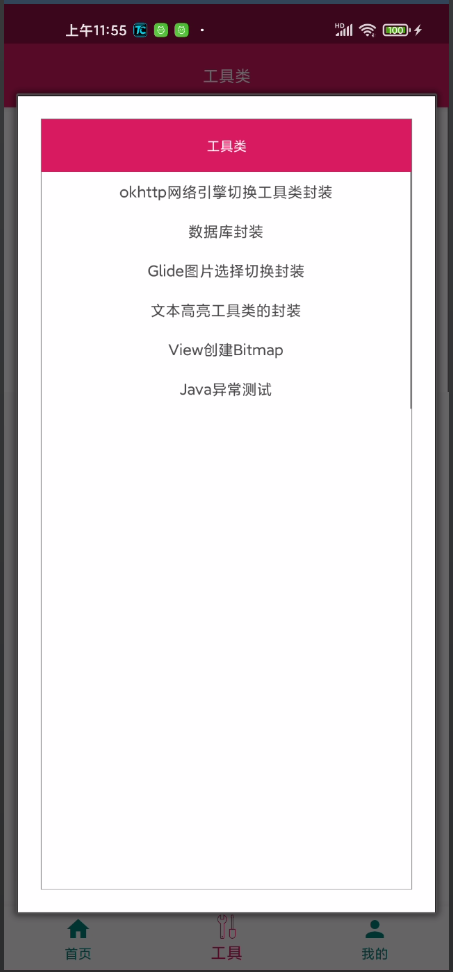 上午11:55
HD
100
工具类
工具类
okhttp网络引擎切换工具类封装
数据库封装
Glide图片选择切换封装
文本高亮工具类的封装
View创建Bitmap
Java异常测试
首页
工具
我的